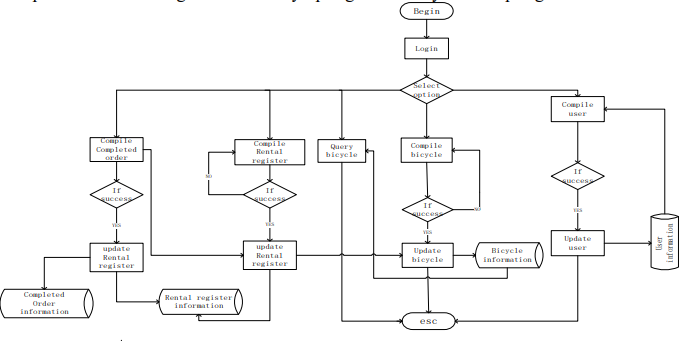 Begin
Login
Select
option
Compile
user
Compile
Completed
order
Compile
Rental
register
Query
bicycle
Compile
bicycle
NO
If
success
If
success
If
success
If
success
NO
YES
YES
YES
YES
update
Rental
register
update
Rental
register
Update
bicycle
Bicycle
information
Update
user
User
information
Completed
Order
information
Rental register
information
esc